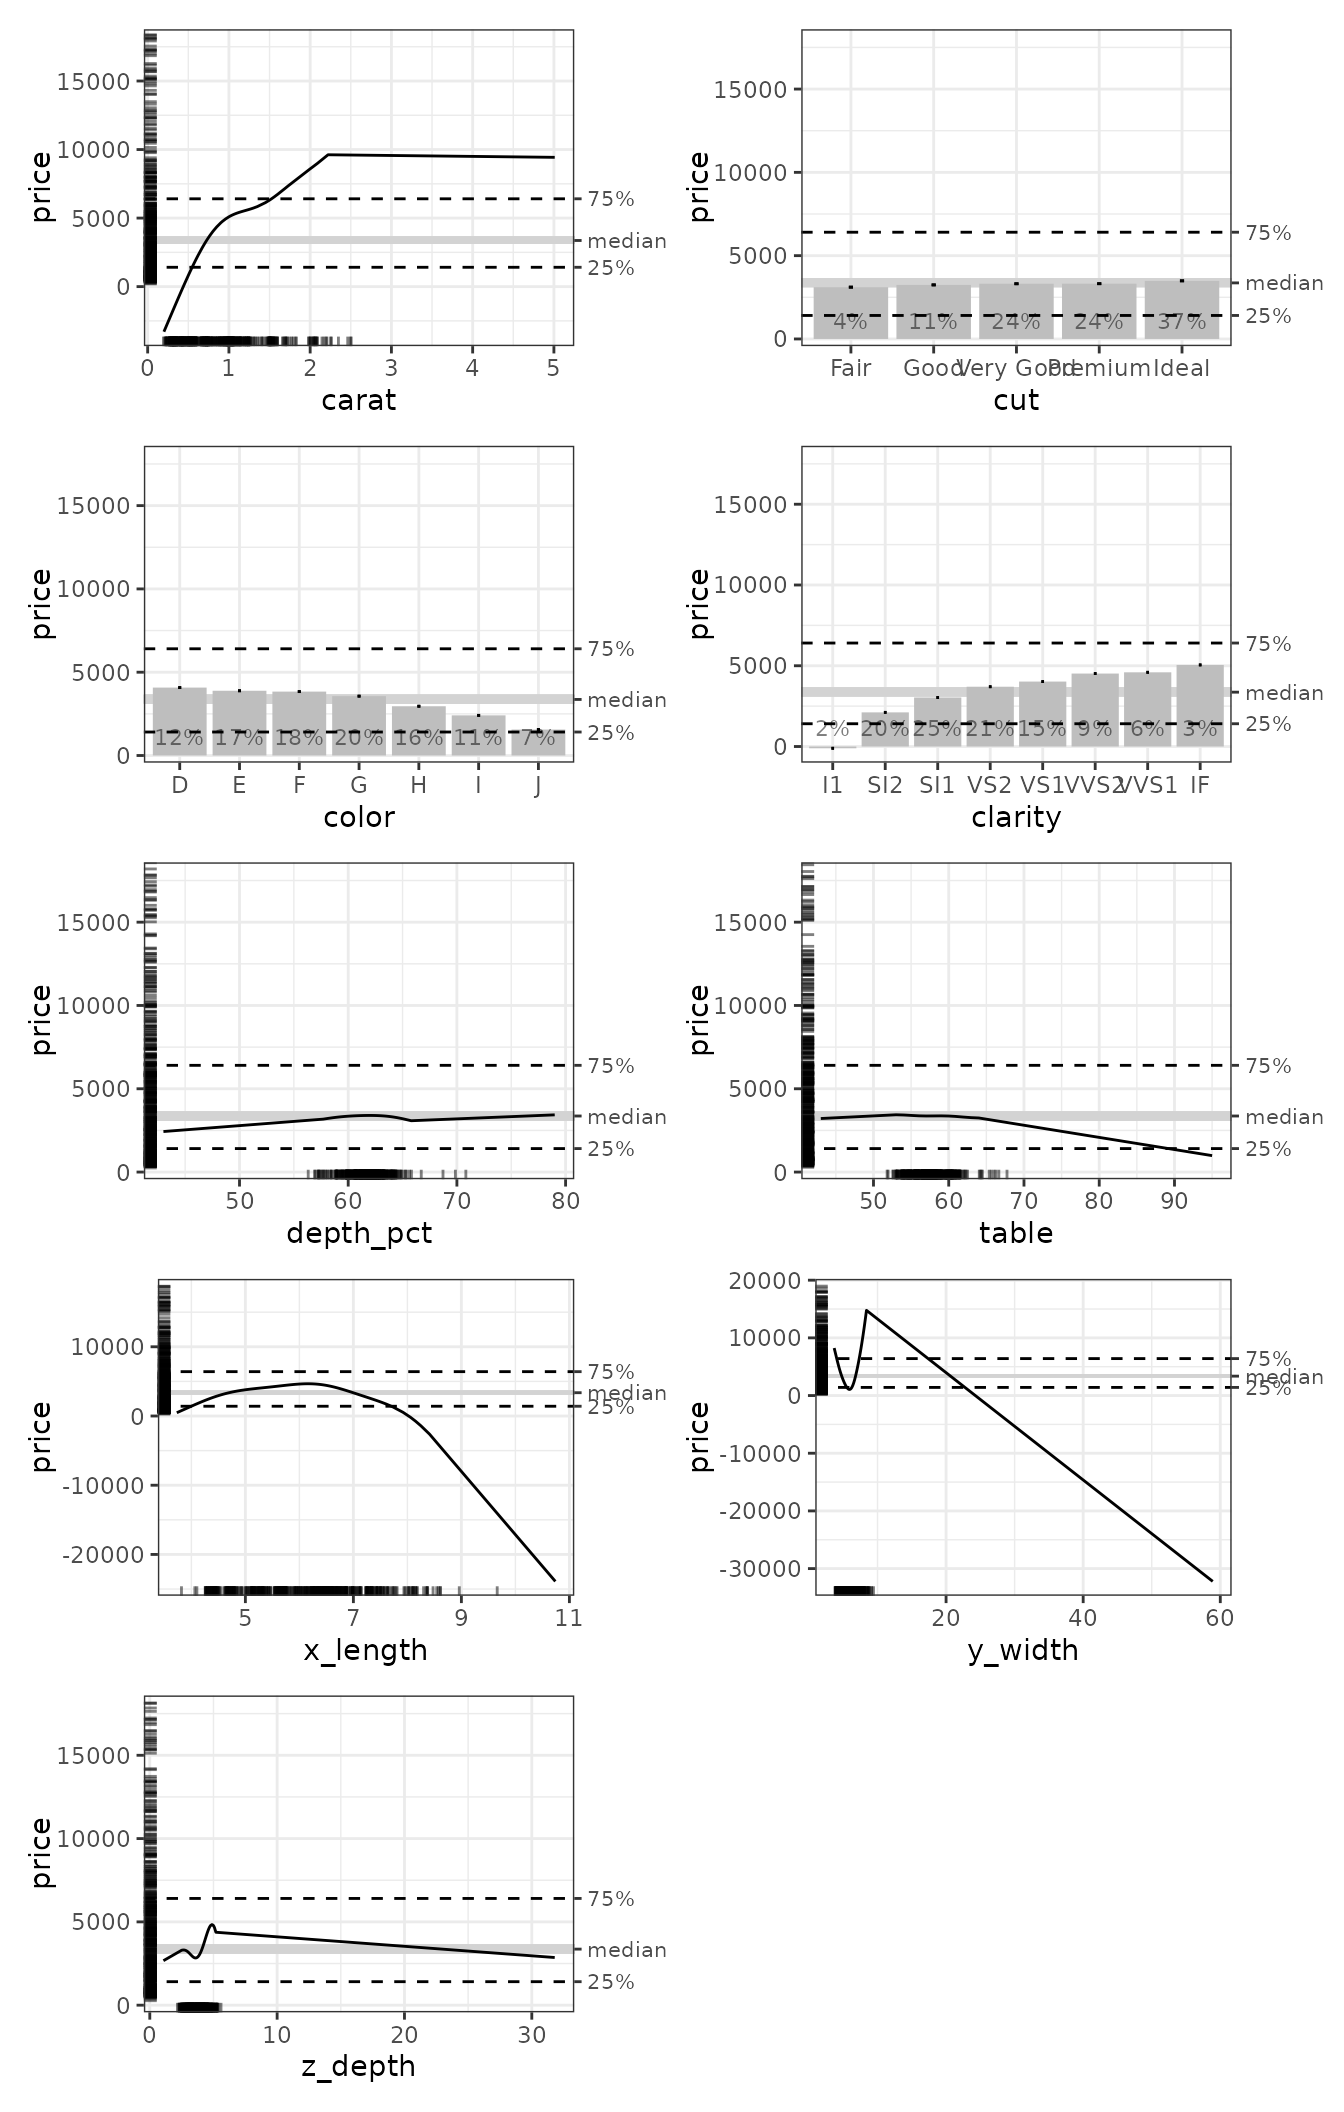 price
15000
10000
5000
0
75%
median
25%
0 1 2 3 4 5
carat
price
15000
10000
5000
0
75%
median
25%
4% 11% 24% 24% 37%
Fair Good Very Good Premium Ideal
cut
price
15000
10000
5000
0
75%
median
25%
12% 17% 18% 20% 16% 11% 7%
D E F G H I J
color
price
15000
10000
5000
0
75%
median
25%
2% 20% 25% 21% 15% 9% 6% 3%
I1 SI2 SI1 VS2 VS1 VVS2 VVS1 IF
clarity
price
15000
10000
5000
0
75%
median
25%
50 60 70 80
depth_pct
price
15000
10000
5000
0
75%
median
25%
50 60 70 80 90
table
price
10000
0
-10000
-20000
75%
median
25%
5 7 9 11
x_length
price
20000
10000
0
-10000
-20000
-30000
75%
median
25%
20 40 60
y_width
price
15000
10000
5000
0
75%
median
25%
0 10 20 30
z_depth